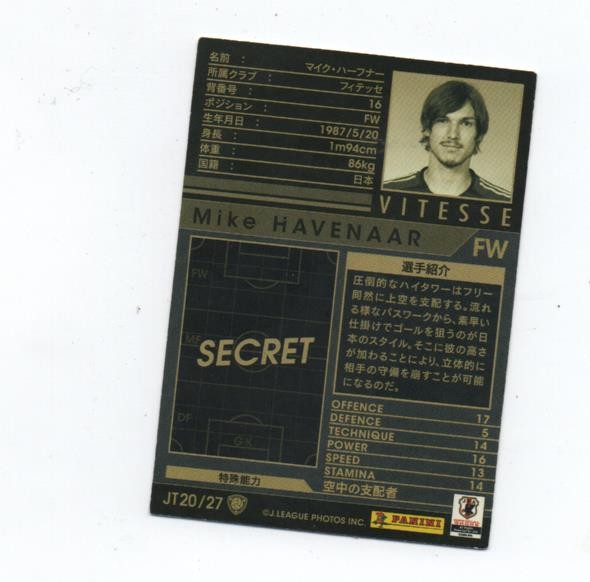 名前 : マイク・ハーフナー
所属クラブ : フィテッセ
背番号 : 16
ポジション : FW
生年月日 : 1987/5/20
身長 : 1m94cm
体重 : 86kg
国籍 : 日本
VITESSE
Mike HAVENAAR
FW
選手紹介
圧倒的なハイタワーはフリー
同然に上空を支配する。流れ
る様なパスワークから、素早い
仕掛けでゴールを狙うのが日
本のスタイル。そこに彼の高さ
が加わることにより、立体的に
相手の守備を崩すことが可能
になるのだ。
FW
MF
SECRET
DF
GK
OFFENCE 17
DEFENCE 5
TECHNIQUE 14
POWER 16
SPEED 13
STAMINA 14
特殊能力
空中の支配者
JT20/27
©J.LEAGUE PHOTOS INC.
PANINI